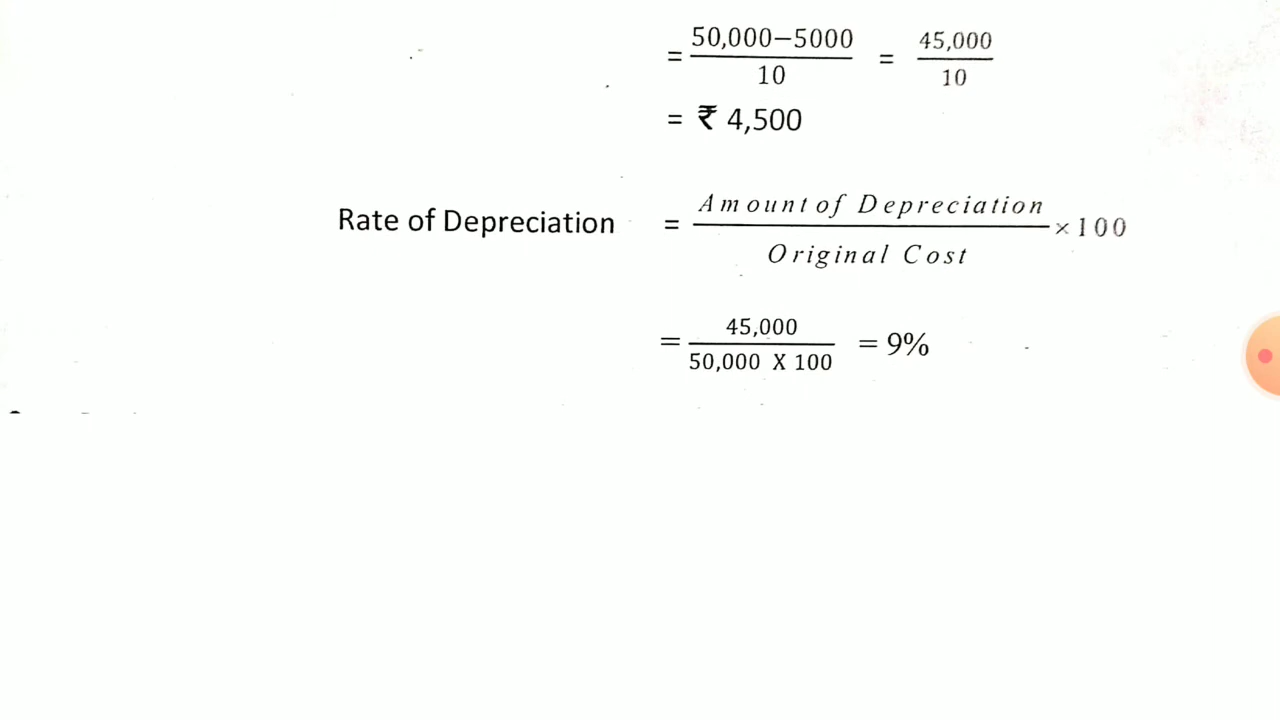 = 50,000−5000 / 10 = 45,000 / 10
= ₹ 4,500
Rate of Depreciation = Amount of Depreciation / Original Cost ×100
= 45,000 / 50,000 X 100 = 9%